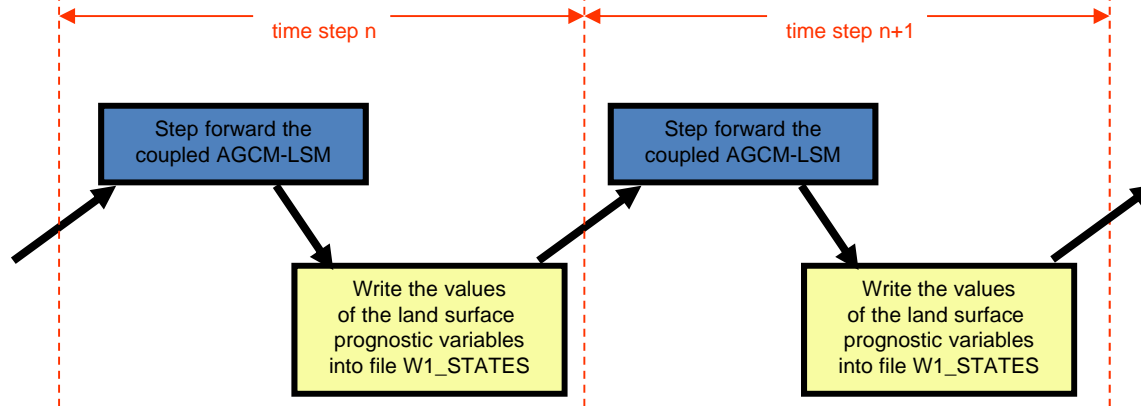 time step n
time step n+1
Step forward the
coupled AGCM-LSM
Step forward the
coupled AGCM-LSM
Write the values
of the land surface
prognostic variables
into file W1_STATES
Write the values
of the land surface
prognostic variables
into file W1_STATES